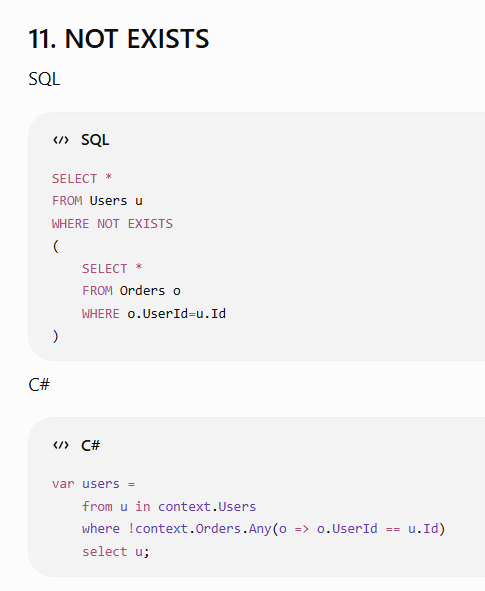 11. NOT EXISTS
SQL
</> SQL
SELECT *
FROM Users u
WHERE NOT EXISTS
(
    SELECT *
    FROM Orders o
    WHERE o.UserId=u.Id
)
C#
</> C#
var users =
    from u in context.Users
    where !context.Orders.Any(o => o.UserId == u.Id)
    select u;